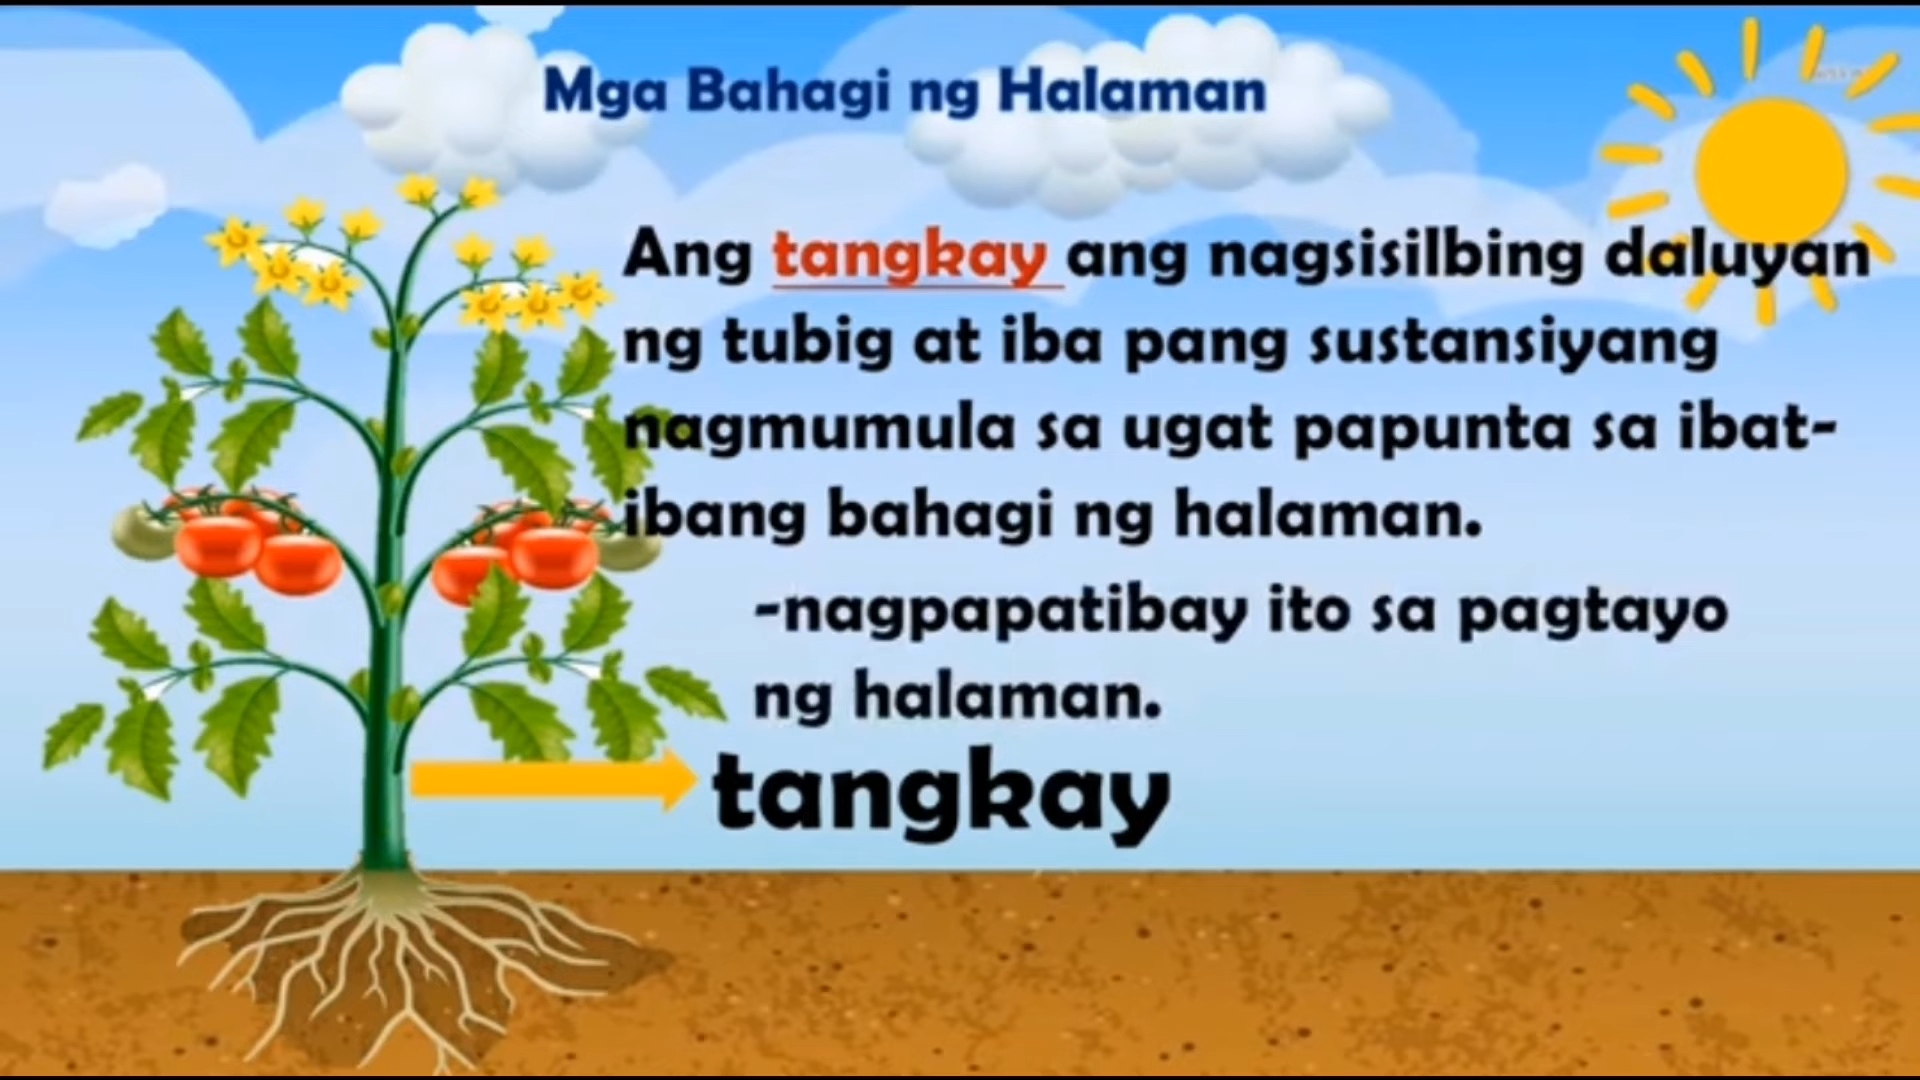 Mga Bahagi ng Halaman
Ang tangkay ang nagsisilbing daluyan
ng tubig at iba pang sustansiyang
nagmumula sa ugat papunta sa ibat-
ibang bahagi ng halaman.
-nagpapatibay ito sa pagtayo
ng halaman.
tangkay